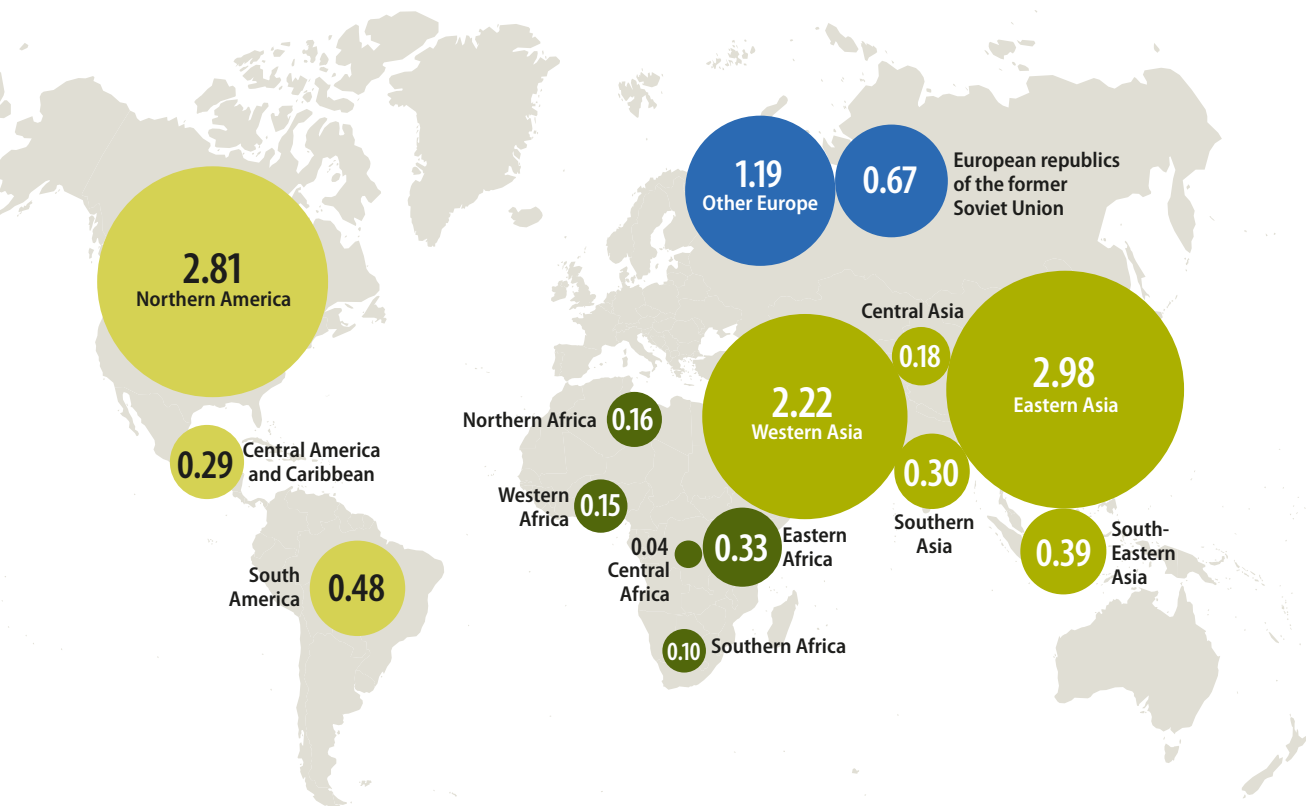 1.19
Other Europe
0.67
European republics
of the former
Soviet Union
2.81
Northern America
Central Asia
0.18
2.98
Eastern Asia
2.22
Western Asia
Northern Africa
0.16
0.29
Central America
and Caribbean
0.30
Southern
Asia
Western
Africa
0.15
0.04
Central
Africa
0.33
Eastern
Africa
0.39
South-
Eastern
Asia
South
America
0.48
0.10
Southern Africa